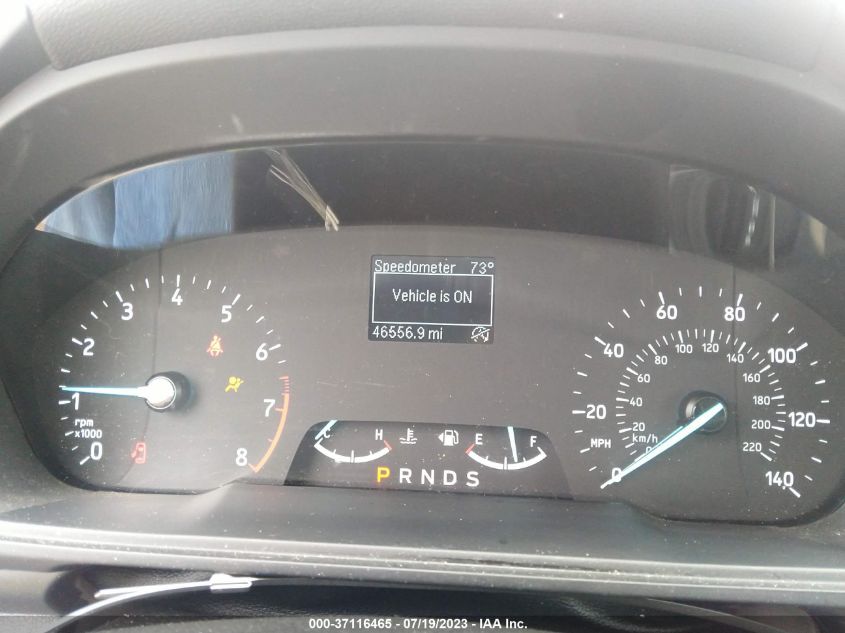 Speedometer 73°
Vehicle is ON
46556.9 mi
0 1 2 3 4 5 6 7 8
rpm
x1000
0 20 40 60 80 100 120 140
MPH
0 20 40 60 80 100 120 140 160 180 200 220
km/h
C H
E F
P R N D S
000-37116465 - 07/19/2023 - © IAA Inc.